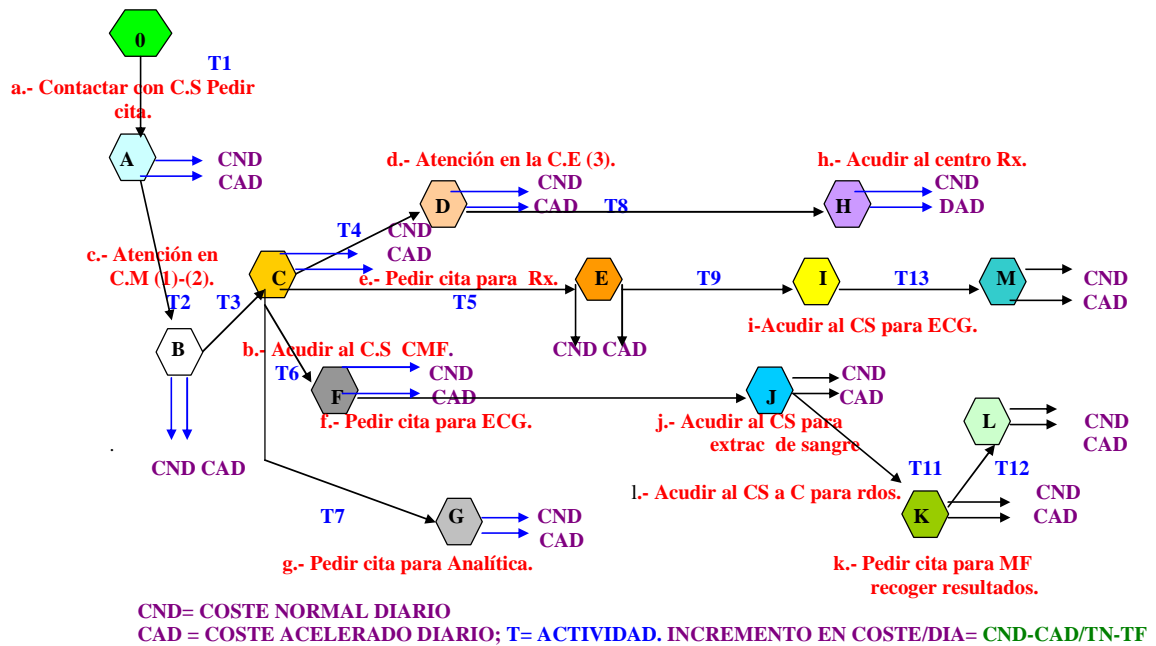 0
T1
a.- Contactar con C.S Pedir
cita.
A
CND
CAD
d.- Atención en la C.E (3).
CND
CAD
D
T8
h.- Acudir al centro Rx.
CND
DAD
H
T4
CND
CAD
c.- Atención en
C.M (1)-(2).
C
e.- Pedir cita para Rx.
E
T9
I
T13
M
CND
CAD
T2
T3
T5
i-Acudir al CS para ECG.
B
b.- Acudir al C.S CMF.
CND CAD
T6
F
CND
CAD
f.- Pedir cita para ECG.
J
CND
CAD
j.- Acudir al CS para
extrac de sangre
L
CND
CAD
.
CND CAD
T11
T12
l.- Acudir al CS a C para rdos.
K
CND
CAD
T7
G
CND
CAD
g.- Pedir cita para Analítica.
k.- Pedir cita para MF
recoger resultados.
CND= COSTE NORMAL DIARIO
CAD = COSTE ACELERADO DIARIO; T= ACTIVIDAD. INCREMENTO EN COSTE/DIA= CND-CAD/TN-TF